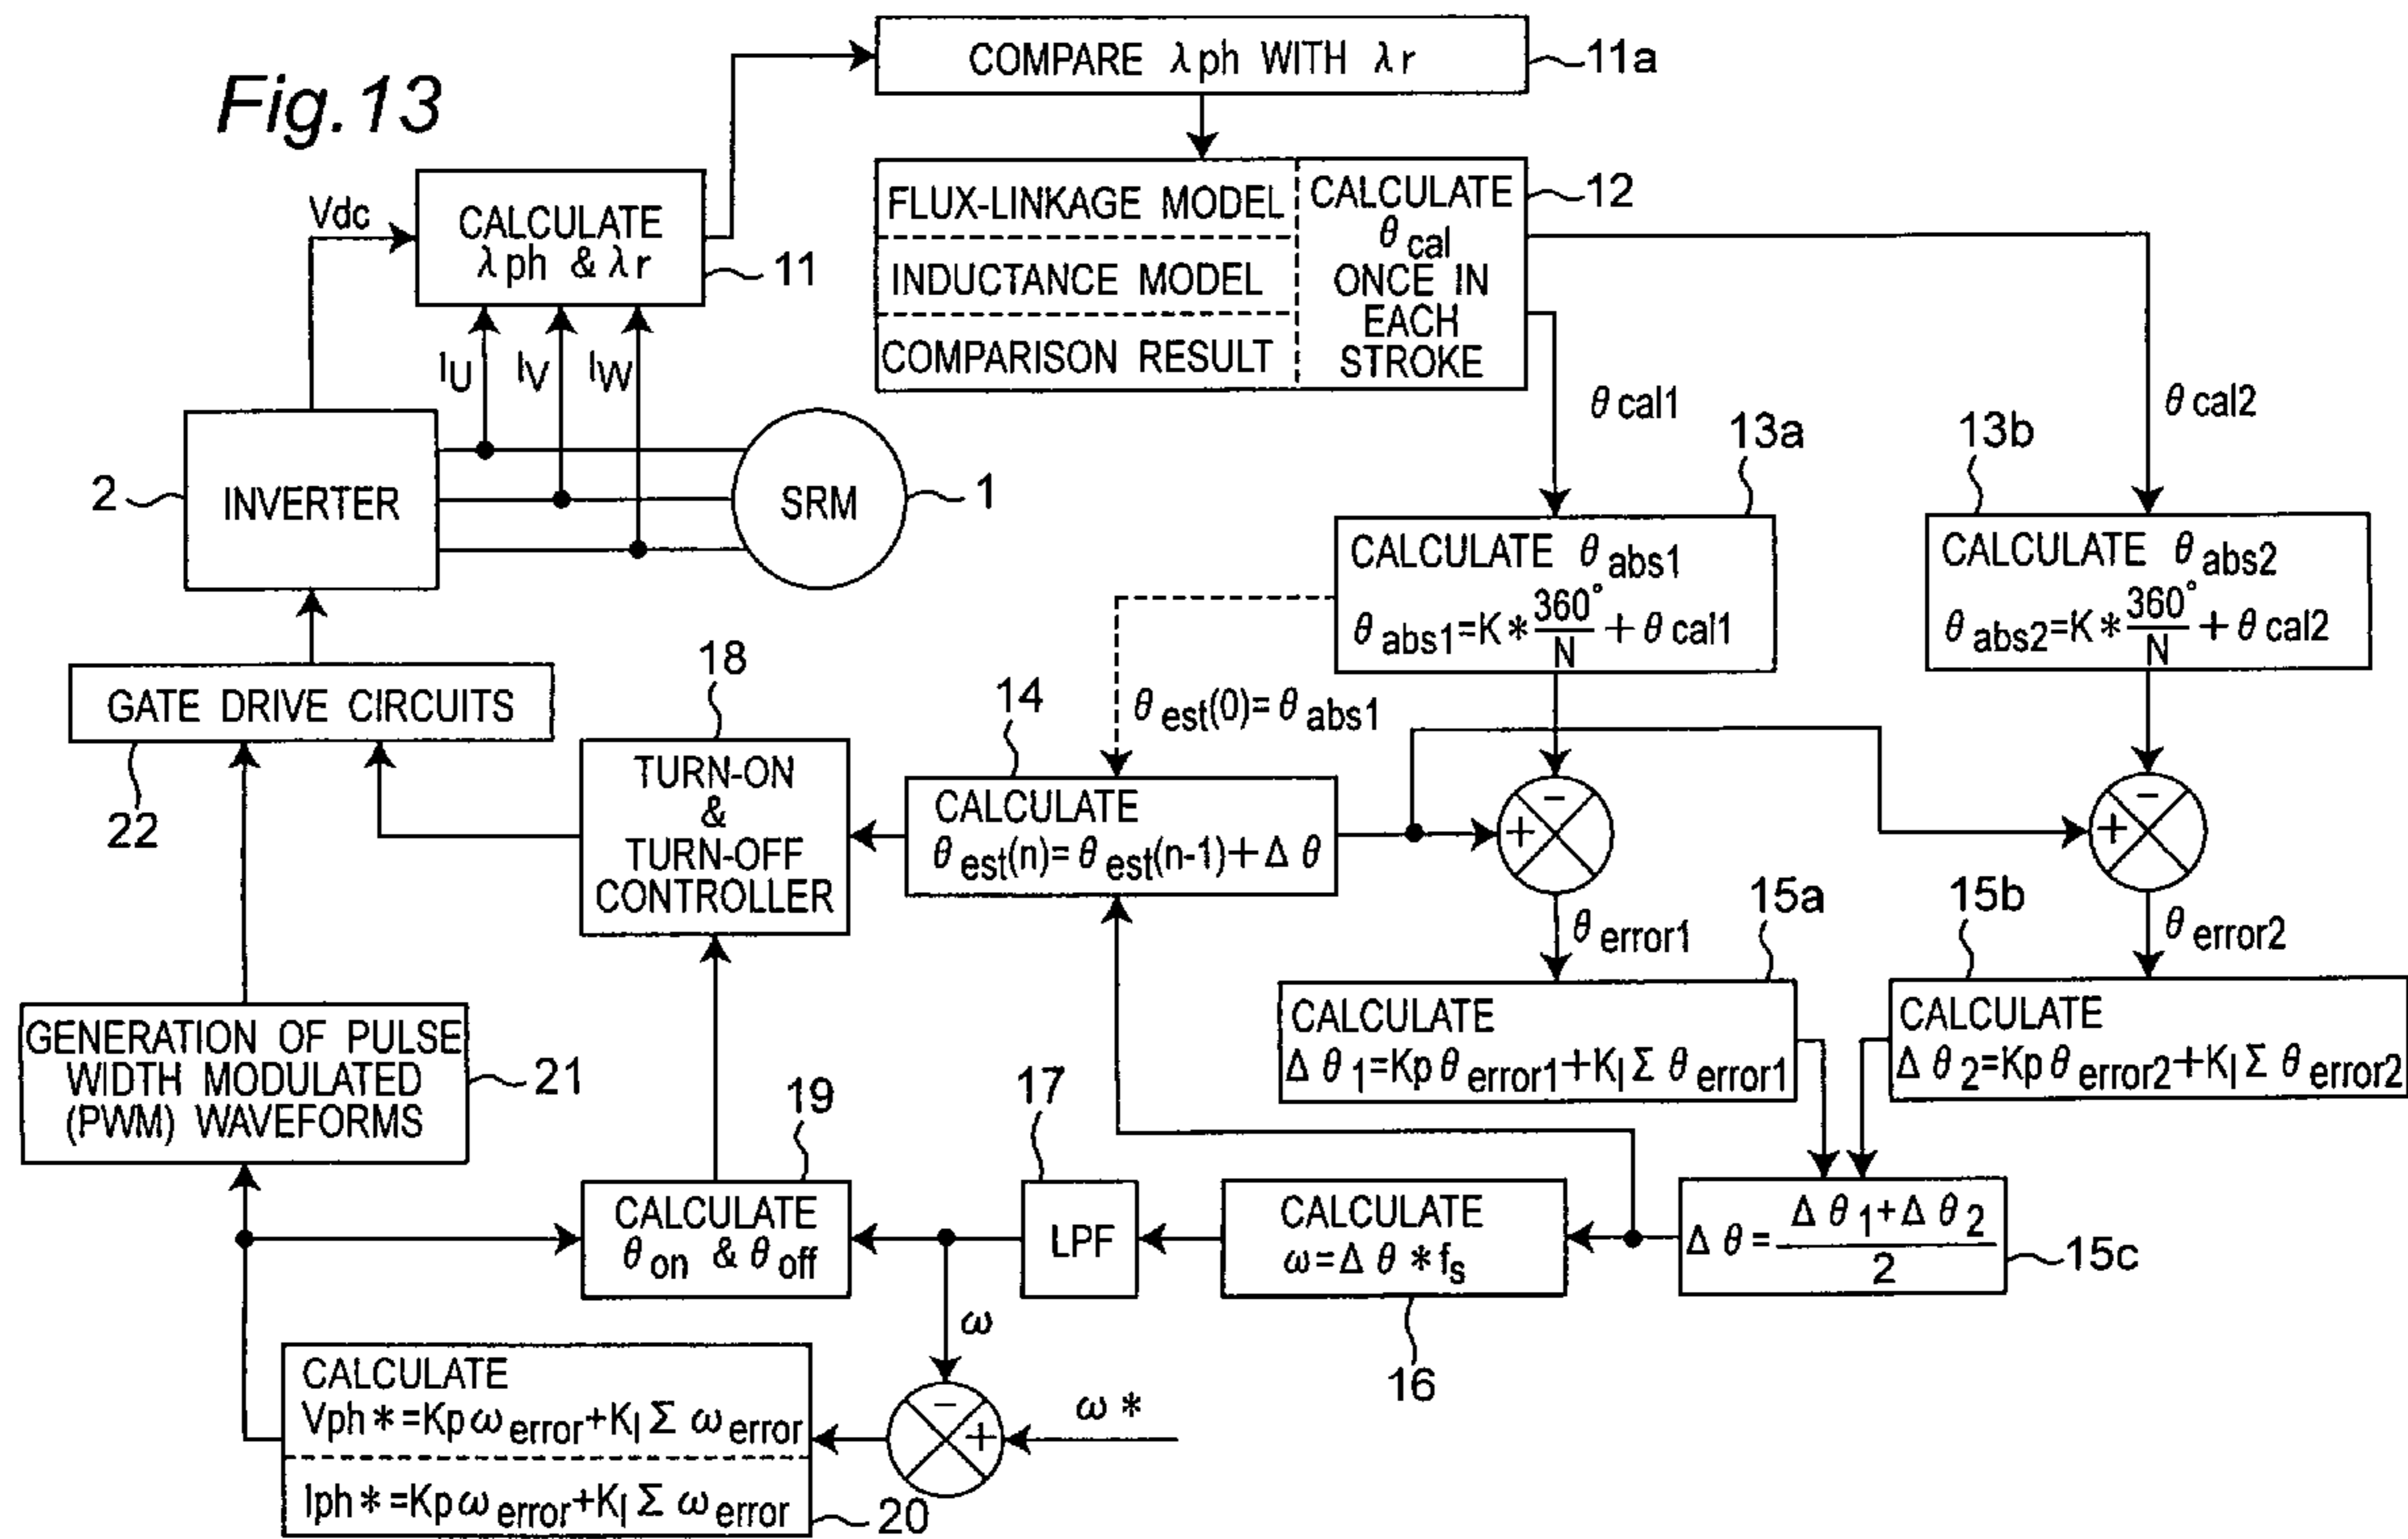 Fig.13
COMPARE λph WITH λr
11a
Vdc
CALCULATE
λph & λr
11
FLUX-LINKAGE MODEL
INDUCTANCE MODEL
COMPARISON RESULT
CALCULATE
θcal
ONCE IN
EACH
STROKE
12
IU
IV
IW
θcal1
θcal2
2
INVERTER
SRM
1
13a
CALCULATE θabs1
θabs1=K*360°/N+θcal1
13b
CALCULATE θabs2
θabs2=K*360°/N+θcal2
GATE DRIVE CIRCUITS
22
18
TURN-ON
&
TURN-OFF
CONTROLLER
14
θest(0)=θabs1
CALCULATE
θest(n)=θest(n-1)+Δθ
+
-
+
-
θerror1
θerror2
15a
CALCULATE
Δθ1=Kpθerror1+KIΣθerror1
15b
CALCULATE
Δθ2=Kpθerror2+KIΣθerror2
GENERATION OF PULSE
WIDTH MODULATED
(PWM) WAVEFORMS
21
19
CALCULATE
θon & θoff
17
LPF
CALCULATE
ω=Δθ*fs
16
Δθ=Δθ1+Δθ2/2
15c
ω
-
+
ω*
CALCULATE
Vph*=Kpωerror+KIΣωerror
Iph*=Kpωerror+KIΣωerror
20